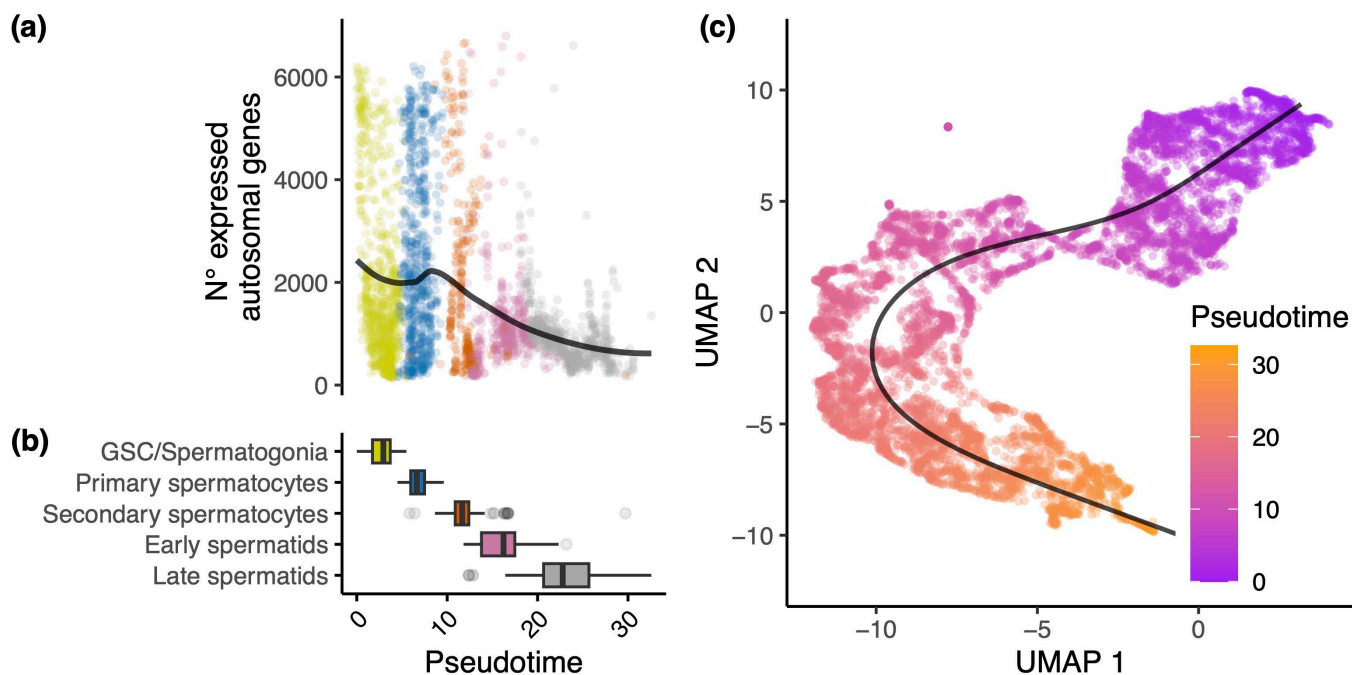 (a)
N° expressed
autosomal genes
6000
4000
2000
0
(b)
GSC/Spermatogonia
Primary spermatocytes
Secondary spermatocytes
Early spermatids
Late spermatids
0
10
20
30
Pseudotime
(c)
UMAP 2
10
5
0
−5
−10
−10
−5
0
UMAP 1
Pseudotime
30
20
10
0